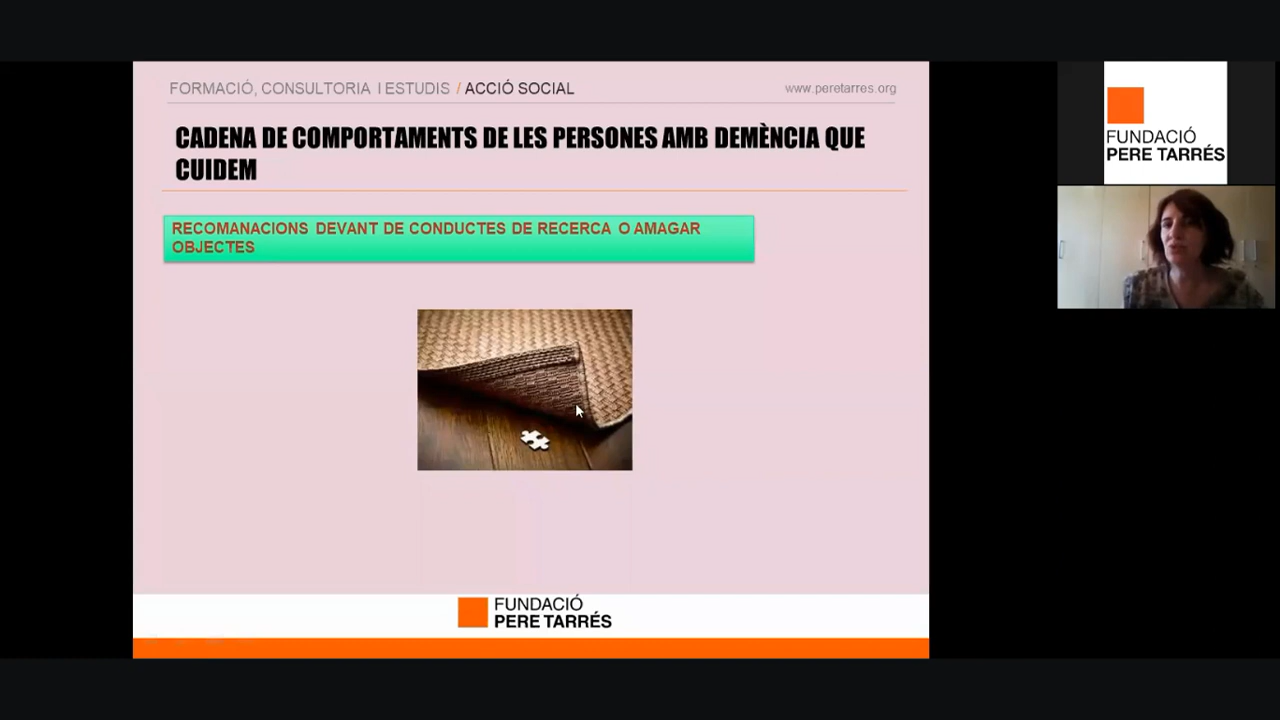 FORMACIÓ, CONSULTORIA I ESTUDIS / ACCIÓ SOCIAL
www.peretarres.org
CADENA DE COMPORTAMENTS DE LES PERSONES AMB DEMÈNCIA QUE
CUIDEM
RECOMANACIONS DEVANT DE CONDUCTES DE RECERCA O AMAGAR
OBJECTES
FUNDACIÓ
PERE TARRÉS
FUNDACIÓ
PERE TARRÉS